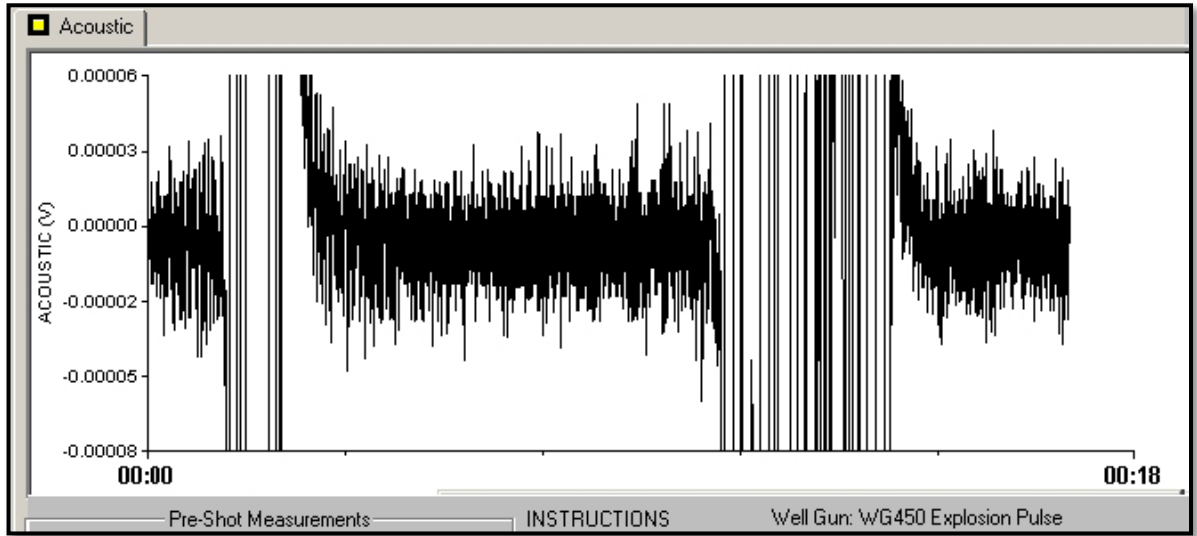 Acoustic
0.00006
0.00003
0.00000
-0.00002
-0.00005
-0.00008
ACOUSTIC (V)
00:00
00:18
Pre-Shot Measurements
INSTRUCTIONS
Well Gun: WG450 Explosion Pulse